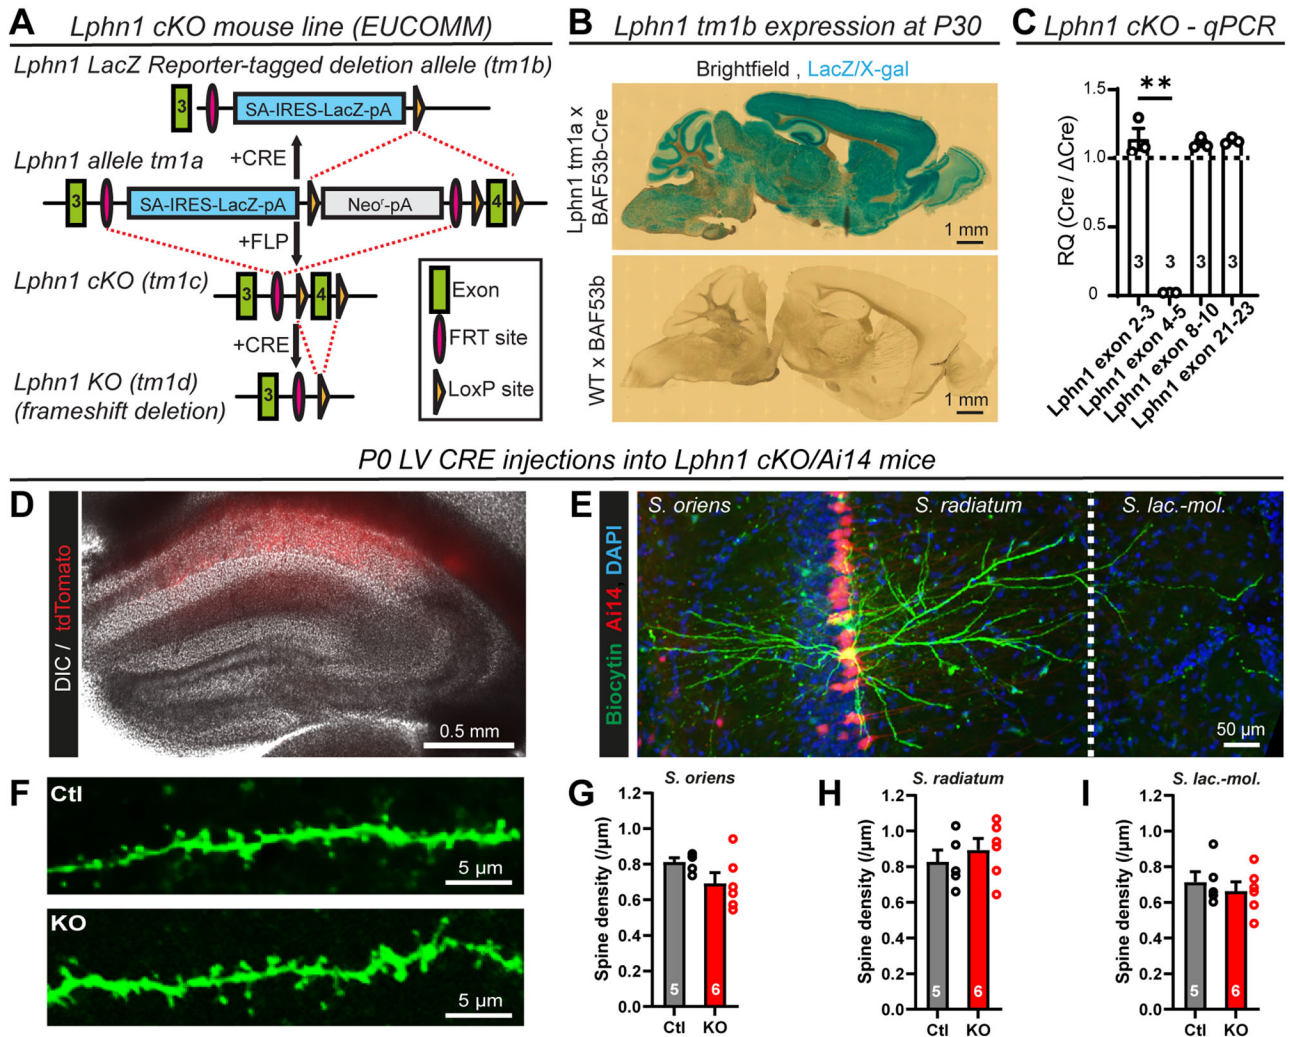 A
Lphn1 cKO mouse line (EUCOMM)
Lphn1 LacZ Reporter-tagged deletion allele (tm1b)
3
SA-IRES-LacZ-pA
+CRE
Lphn1 allele tm1a
3
SA-IRES-LacZ-pA
Neoʳ-pA
4
+FLP
Lphn1 cKO (tm1c)
3
4
+CRE
Lphn1 KO (tm1d)
(frameshift deletion)
3
Exon
FRT site
LoxP site
B
Lphn1 tm1b expression at P30
Brightfield , LacZ/X-gal
Lphn1 tm1a x
BAF53b-Cre
1 mm
WT x BAF53b
1 mm
C
Lphn1 cKO - qPCR
RQ (Cre / ΔCre)
1.5
1.0
0.5
0
**
3
3
3
3
Lphn1 exon 2-3
Lphn1 exon 4-5
Lphn1 exon 8-10
Lphn1 exon 21-23
P0 LV CRE injections into Lphn1 cKO/Ai14 mice
D
DIC / tdTomato
0.5 mm
E
Biocytin Ai14, DAPI
S. oriens
S. radiatum
S. lac.-mol.
50 µm
F
Ctl
5 µm
KO
5 µm
G
S. oriens
Spine density (/µm)
1.2
1.0
0.8
0.6
0.4
0.2
0.0
5
6
Ctl
KO
H
S. radiatum
Spine density (/µm)
1.2
1.0
0.8
0.6
0.4
0.2
0.0
5
6
Ctl
KO
I
S. lac.-mol.
Spine density (/µm)
1.2
1.0
0.8
0.6
0.4
0.2
0.0
5
6
Ctl
KO